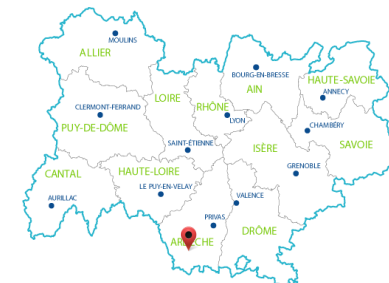 MOULINS
ALLIER
BOURG-EN-BRESSE
HAUTE-SAVOIE
AIN
ANNECY
LOIRE
CLERMONT-FERRAND
RHÔNE
LYON
PUY-DE-DÔME
CHAMBÉRY
SAINT-ÉTIENNE
ISÈRE
SAVOIE
CANTAL
HAUTE-LOIRE
GRENOBLE
LE PUY-EN-VELAY
AURILLAC
VALENCE
PRIVAS
DRÔME
ARDÈCHE